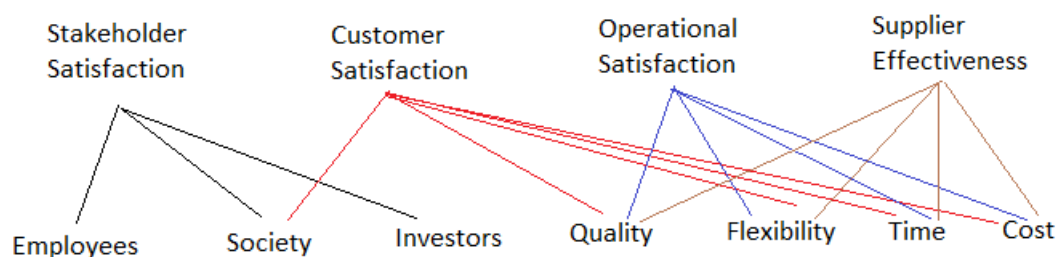 Stakeholder
Satisfaction
Customer
Satisfaction
Operational
Satisfaction
Supplier
Effectiveness
Employees
Society
Investors
Quality
Flexibility
Time
Cost